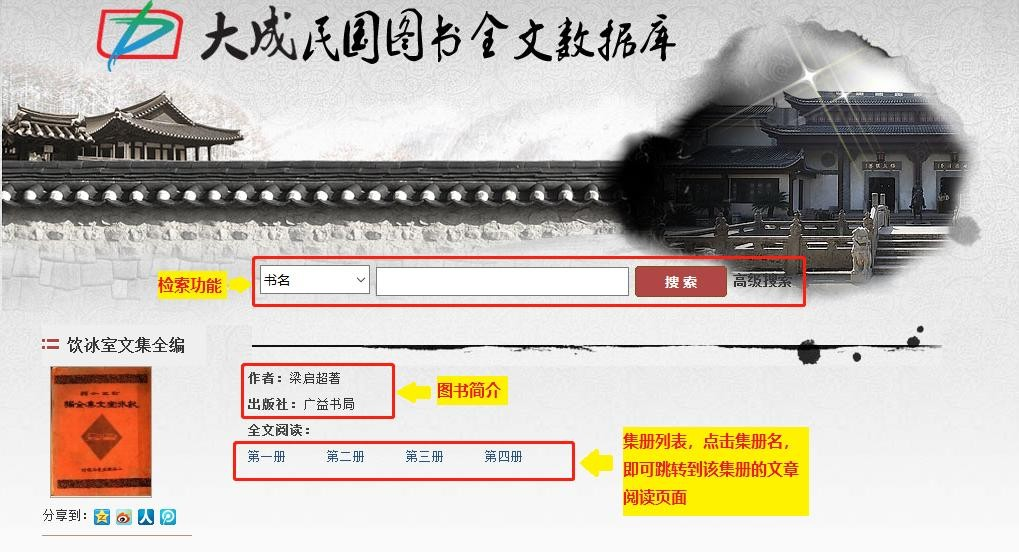 大成民国图书全文数据库
检索功能
书名
搜 索
高级搜索
饮冰室文集全编
作者：梁启超著
出版社：广益书局
图书简介
全文阅读：
第一册 第二册 第三册 第四册
集册列表，点击集册名，
即可跳转到该集册的文章
阅读页面
分享到：